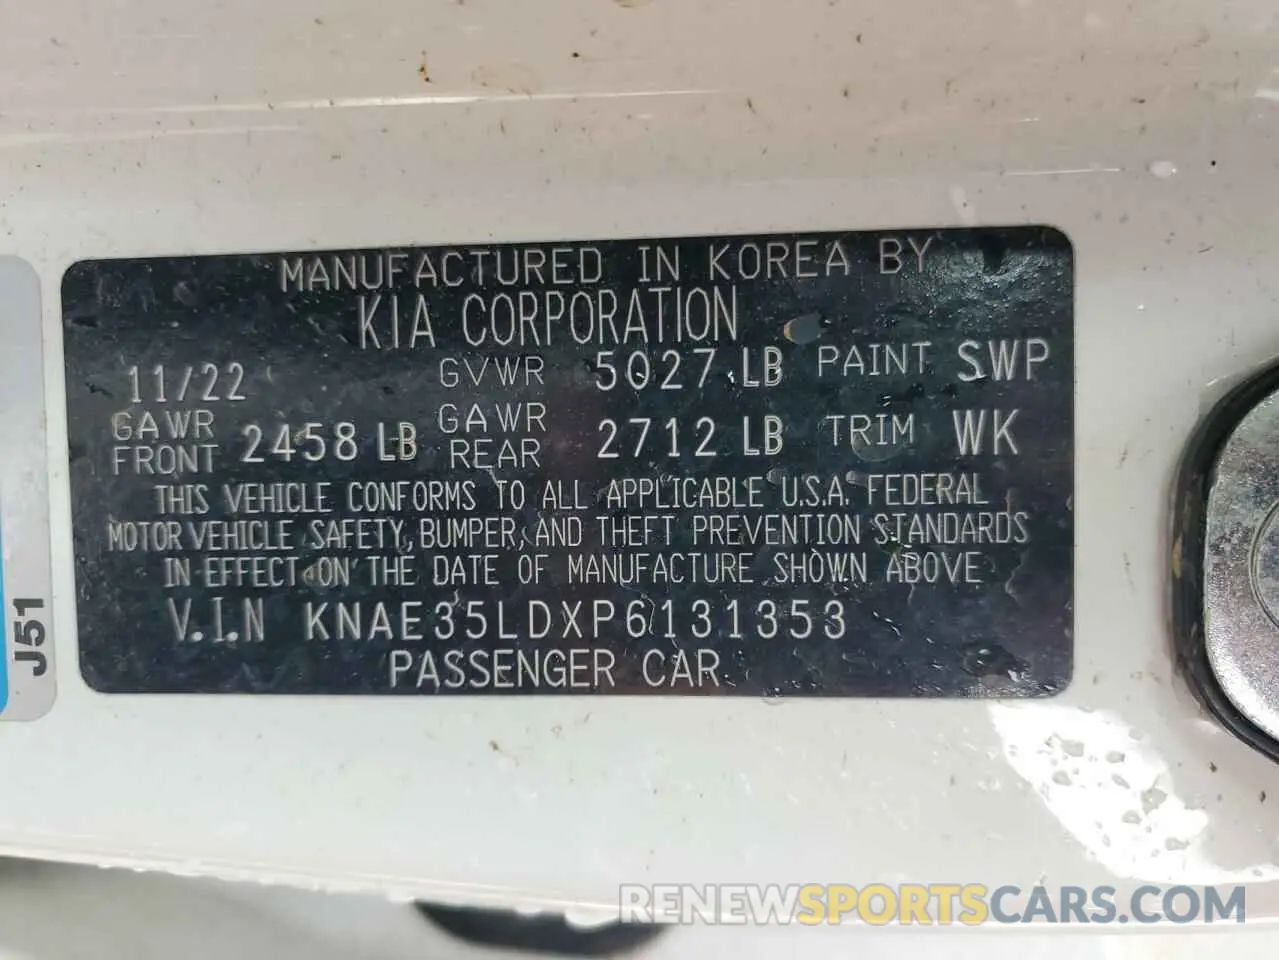 MANUFACTURED IN KOREA BY
KIA CORPORATION
11/22 GVWR 5027 LB PAINT SWP
GAWR FRONT 2458 LB GAWR REAR 2712 LB TRIM WK
THIS VEHICLE CONFORMS TO ALL APPLICABLE U.S.A. FEDERAL
MOTOR VEHICLE SAFETY, BUMPER, AND THEFT PREVENTION STANDARDS
IN EFFECT ON THE DATE OF MANUFACTURE SHOWN ABOVE
V.I.N KNAE35LDXP6131353
PASSENGER CAR
J51
RENEWSPORTSCARS.COM